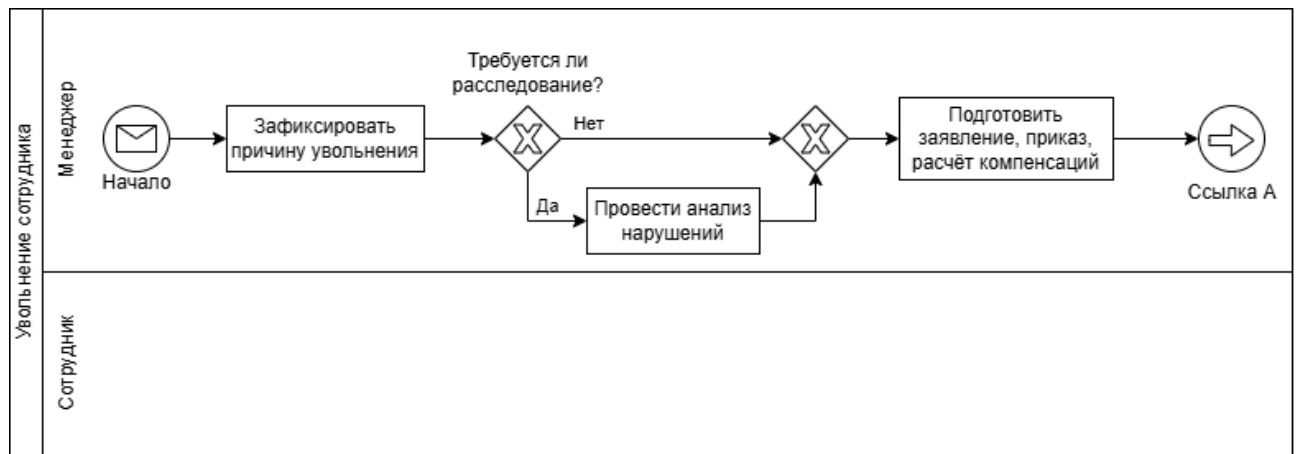 Увольнение сотрудника
Менеджер
Начало
Зафиксировать
причину увольнения
Требуется ли
расследование?
Нет
Да
Провести анализ
нарушений
Подготовить
заявление, приказ,
расчёт компенсаций
Ссылка А
Сотрудник